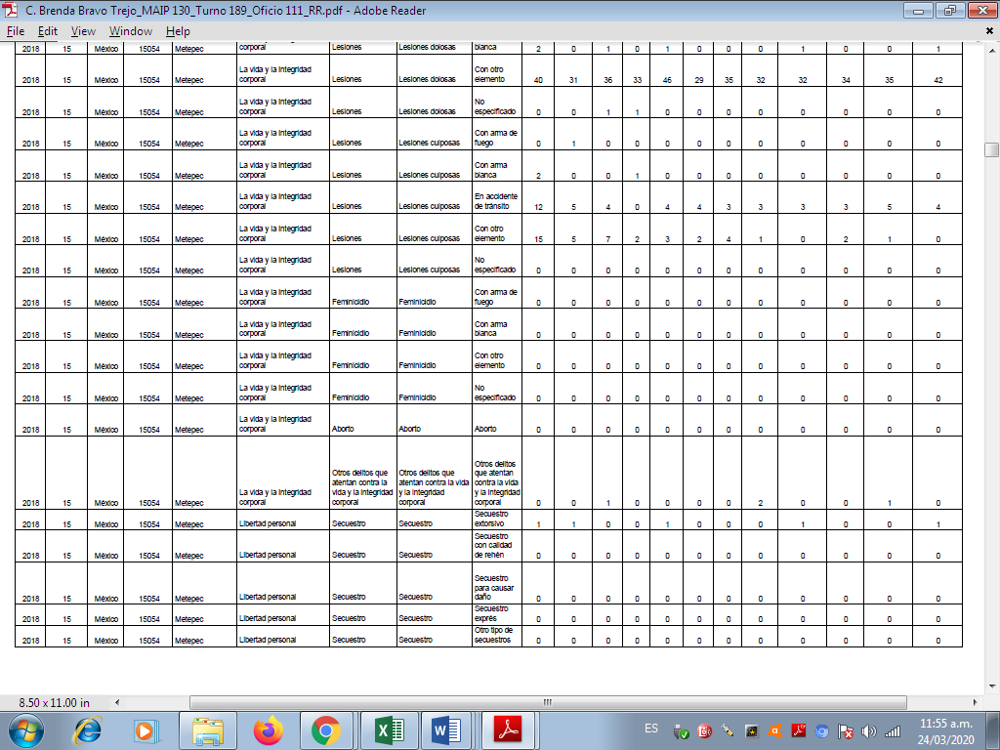 C. Brenda Bravo Trejo_MAIP 130_Turno 189_Oficio 111_RR.pdf - Adobe Reader
File Edit View Window Help
2018 15 México 15054 Metepec corporal Lesiones Lesiones dolosas blanca 2 0 1 0 1 0 0 0 1 0 0 1
La vida y la Integridad Con otro
2018 15 México 15054 Metepec corporal Lesiones Lesiones dolosas elemento 40 31 36 33 46 29 35 32 32 34 35 42
La vida y la Integridad No
2018 15 México 15054 Metepec corporal Lesiones Lesiones dolosas especificado 0 0 1 1 0 0 0 0 0 0 0 0
La vida y la Integridad Con arma de
2018 15 México 15054 Metepec corporal Lesiones Lesiones culposas fuego 0 1 0 0 0 0 0 0 0 0 0 0
La vida y la Integridad Con arma
2018 15 México 15054 Metepec corporal Lesiones Lesiones culposas blanca 2 0 0 1 0 0 0 0 0 0 0 0
La vida y la Integridad En accidente
2018 15 México 15054 Metepec corporal Lesiones Lesiones culposas de tránsito 12 5 4 0 4 4 3 3 3 3 5 4
La vida y la Integridad Con otro
2018 15 México 15054 Metepec corporal Lesiones Lesiones culposas elemento 15 5 7 2 3 2 4 1 0 2 1 0
La vida y la Integridad No
2018 15 México 15054 Metepec corporal Lesiones Lesiones culposas especificado 0 0 0 0 0 0 0 0 0 0 0 0
La vida y la Integridad Con arma de
2018 15 México 15054 Metepec corporal Feminicidio Feminicidio fuego 0 0 0 0 0 0 0 0 0 0 0 0
La vida y la Integridad Con arma
2018 15 México 15054 Metepec corporal Feminicidio Feminicidio blanca 0 0 0 0 0 0 0 0 0 0 0 0
La vida y la Integridad Con otro
2018 15 México 15054 Metepec corporal Feminicidio Feminicidio elemento 0 0 0 0 0 0 0 0 0 0 0 0
La vida y la Integridad No
2018 15 México 15054 Metepec corporal Feminicidio Feminicidio especificado 0 0 0 0 0 0 0 0 0 0 0 0
La vida y la Integridad
2018 15 México 15054 Metepec corporal Aborto Aborto Aborto 0 0 0 0 0 0 0 0 0 0 0 0
Otros delitos
Otros delitos que Otros delitos que que atentan
atentan contra la atentan contra la vida contra la vida
La vida y la Integridad vida y la Integridad y la Integridad y la Integridad
2018 15 México 15054 Metepec corporal corporal corporal corporal 0 0 1 0 0 0 0 2 0 0 1 0
Secuestro
2018 15 México 15054 Metepec Libertad personal Secuestro Secuestro extorsivo 1 1 0 0 1 0 0 0 1 0 0 1
Secuestro
con calidad
2018 15 México 15054 Metepec Libertad personal Secuestro Secuestro de rehén 0 0 0 0 0 0 0 0 0 0 0 0
Secuestro
para causar
2018 15 México 15054 Metepec Libertad personal Secuestro Secuestro daño 0 0 0 0 0 0 0 0 0 0 0 0
Secuestro
2018 15 México 15054 Metepec Libertad personal Secuestro Secuestro exprés 0 0 0 0 0 0 0 0 0 0 0 0
Otro tipo de
2018 15 México 15054 Metepec Libertad personal Secuestro Secuestro secuestros 0 0 0 0 0 0 0 0 0 0 0 0
8.50 x 11.00 in
ES
11:55 a.m.
24/03/2020